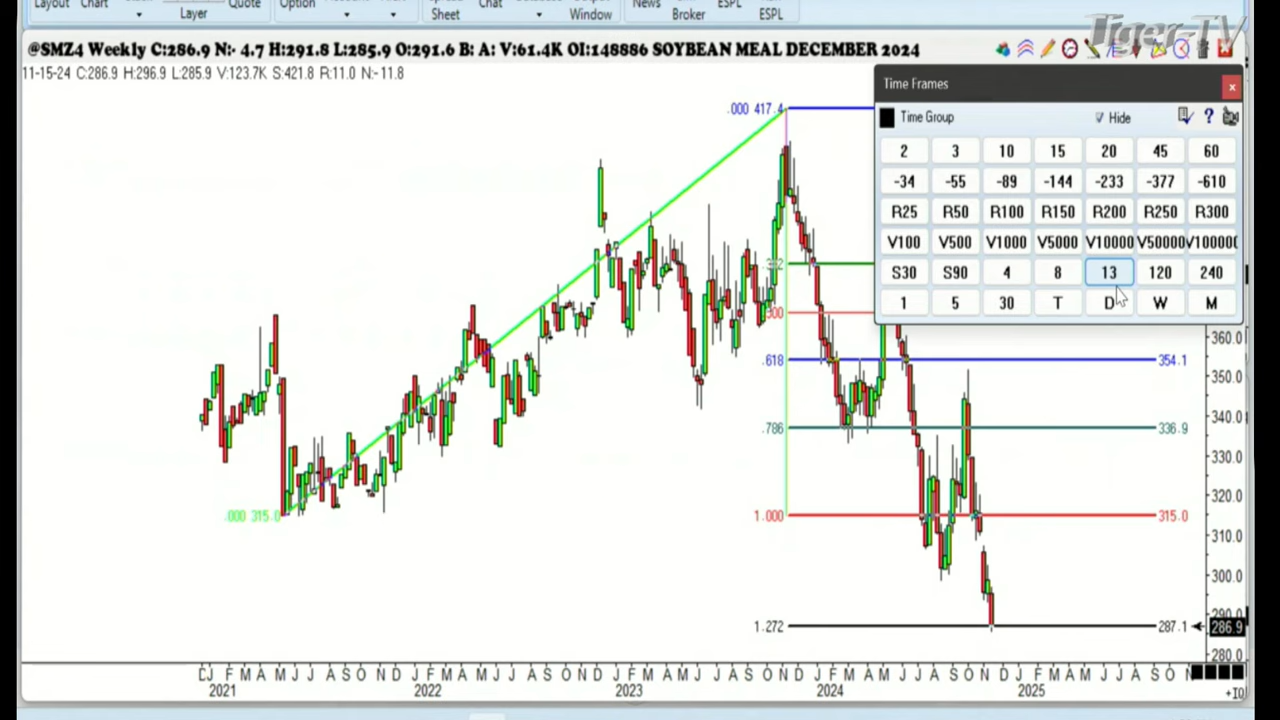 Layout
Chart
Layer
Quote
Option
Sheet
Chat
Window
News
Broker
ESPL
ESPL
Tiger-TV
@SMZ4 Weekly C:286.9 N:- 4.7 H:291.8 L:285.9 O:291.6 B: A: V:61.4K OI:148886 SOYBEAN MEAL DECEMBER 2024
11-15-24 C:286.9 H:296.9 L:285.9 V:123.7K S:421.8 R:11.0 N:-11.8
Time Frames
Time Group
Hide
2 3 10 15 20 45 60
-34 -55 -89 -144 -233 -377 -610
R25 R50 R100 R150 R200 R250 R300
V100 V500 V1000 V5000 V10000 V50000
S30 S90 4 8 13 120 240
1 5 30 T D W M
.000 417.4
.618 354.1
.786 336.9
.000 315.0
1.000 315.0
1.272 287.1
360.0
350.0
340.0
330.0
320.0
310.0
300.0
290.0
286.9
280.0
J F M A M J J A S O N D J F M A M J J A S O N D J F M A M J J A S O N D J F M A M J J A S O N D J F M A M J J A S O N
2021 2022 2023 2024 2025